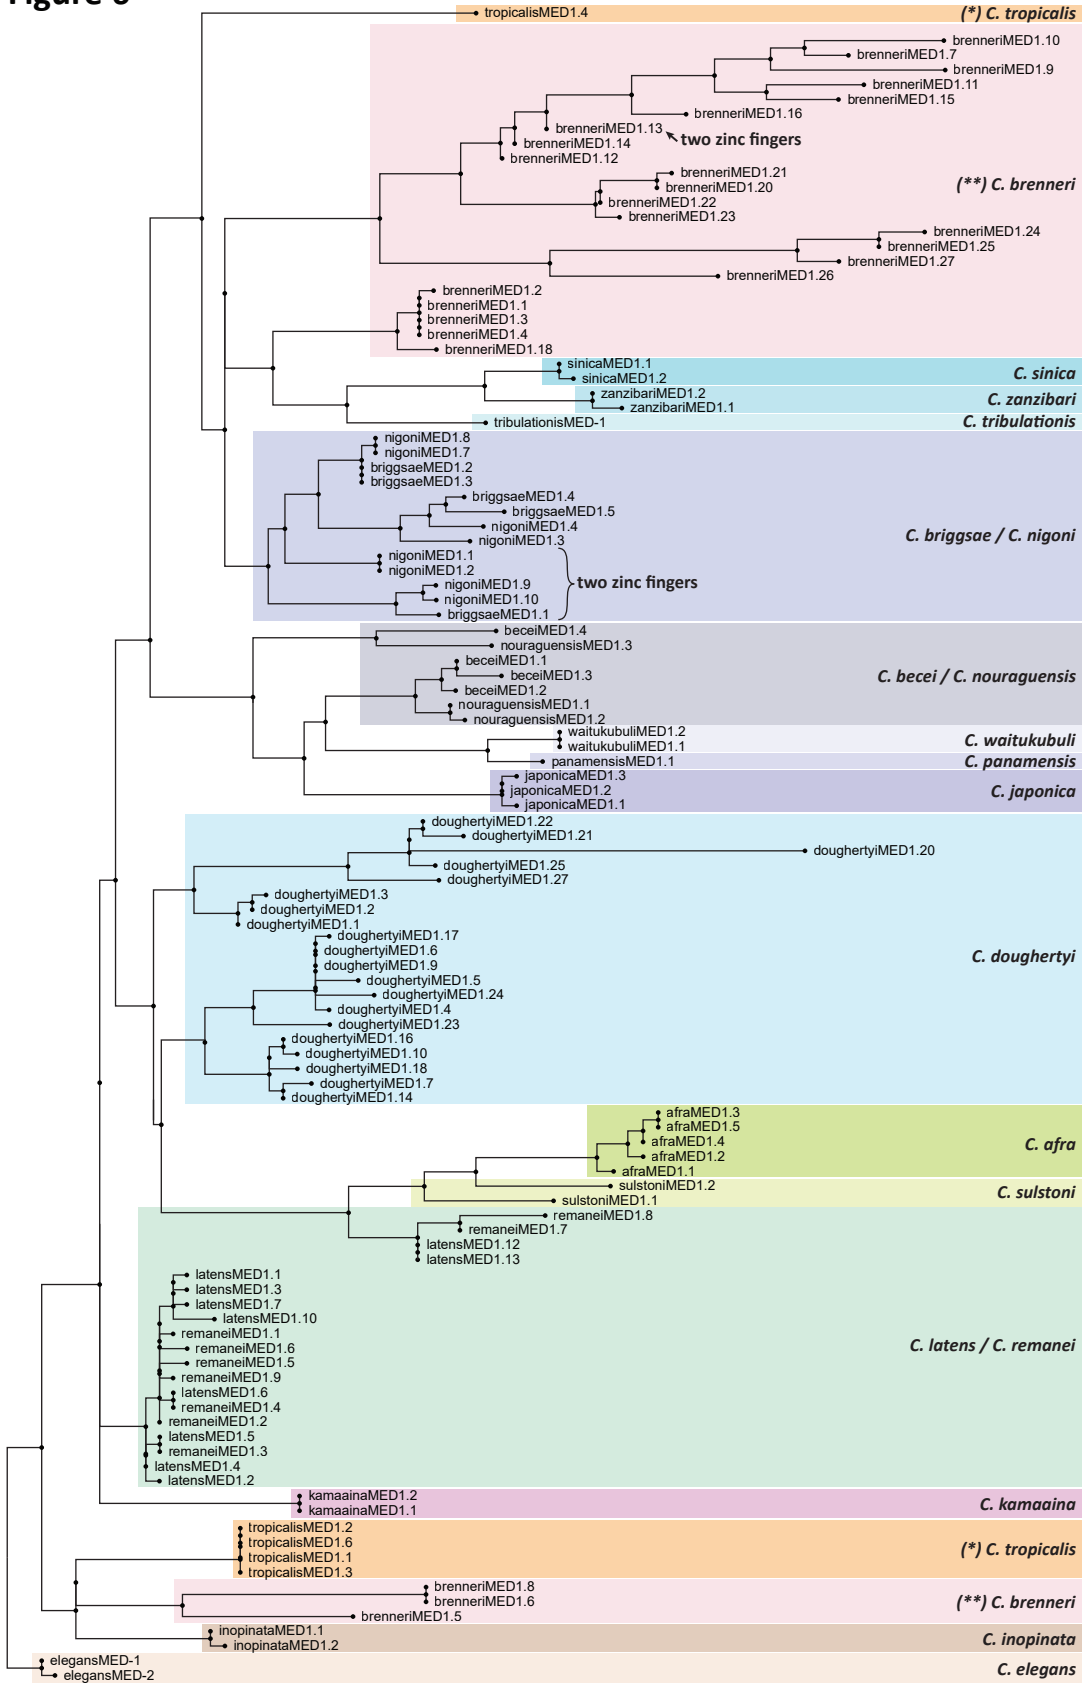 tropicalisMED1.4
(*) C. tropicalis
brenneriMED1.10
brenneriMED1.7
brenneriMED1.9
brenneriMED1.11
brenneriMED1.15
brenneriMED1.16
brenneriMED1.13
two zinc fingers
brenneriMED1.14
brenneriMED1.12
brenneriMED1.21
(**) C. brenneri
brenneriMED1.20
brenneriMED1.22
brenneriMED1.23
brenneriMED1.24
brenneriMED1.25
brenneriMED1.27
brenneriMED1.26
brenneriMED1.2
brenneriMED1.1
brenneriMED1.3
brenneriMED1.4
brenneriMED1.18
sinicaMED1.1
C. sinica
sinicaMED1.2
zanzibariMED1.2
C. zanzibari
zanzibariMED1.1
tribulationisMED-1
C. tribulationis
nigoniMED1.8
nigoniMED1.7
briggsaeMED1.2
briggsaeMED1.3
briggsaeMED1.4
briggsaeMED1.5
nigoniMED1.4
C. briggsae / C. nigoni
nigoniMED1.3
nigoniMED1.1
nigoniMED1.2
two zinc fingers
nigoniMED1.9
nigoniMED1.10
briggsaeMED1.1
beceiMED1.4
nouraguensisMED1.3
beceiMED1.1
beceiMED1.3
C. becei / C. nouraguensis
beceiMED1.2
nouraguensisMED1.1
nouraguensisMED1.2
waitukubuliMED1.2
C. waitukubuli
waitukubuliMED1.1
panamensisMED1.1
C. panamensis
japonicaMED1.3
japonicaMED1.2
C. japonica
japonicaMED1.1
doughertyiMED1.22
doughertyiMED1.21
doughertyiMED1.20
doughertyiMED1.25
doughertyiMED1.27
doughertyiMED1.3
doughertyiMED1.2
doughertyiMED1.1
doughertyiMED1.17
doughertyiMED1.6
C. doughertyi
doughertyiMED1.9
doughertyiMED1.5
doughertyiMED1.24
doughertyiMED1.4
doughertyiMED1.23
doughertyiMED1.16
doughertyiMED1.10
doughertyiMED1.18
doughertyiMED1.7
doughertyiMED1.14
afraMED1.3
afraMED1.5
afraMED1.4
C. afra
afraMED1.2
afraMED1.1
sulstoniMED1.2
C. sulstoni
sulstoniMED1.1
remaneiMED1.8
remaneiMED1.7
latensMED1.12
latensMED1.13
latensMED1.1
latensMED1.3
latensMED1.7
latensMED1.10
remaneiMED1.1
C. latens / C. remanei
remaneiMED1.6
remaneiMED1.5
remaneiMED1.9
latensMED1.6
remaneiMED1.4
remaneiMED1.2
latensMED1.5
remaneiMED1.3
latensMED1.4
latensMED1.2
kamaainaMED1.2
C. kamaaina
kamaainaMED1.1
tropicalisMED1.2
tropicalisMED1.6
(*) C. tropicalis
tropicalisMED1.1
tropicalisMED1.3
brenneriMED1.8
(**) C. brenneri
brenneriMED1.6
brenneriMED1.5
inopinataMED1.1
C. inopinata
inopinataMED1.2
elegansMED-1
C. elegans
elegansMED-2